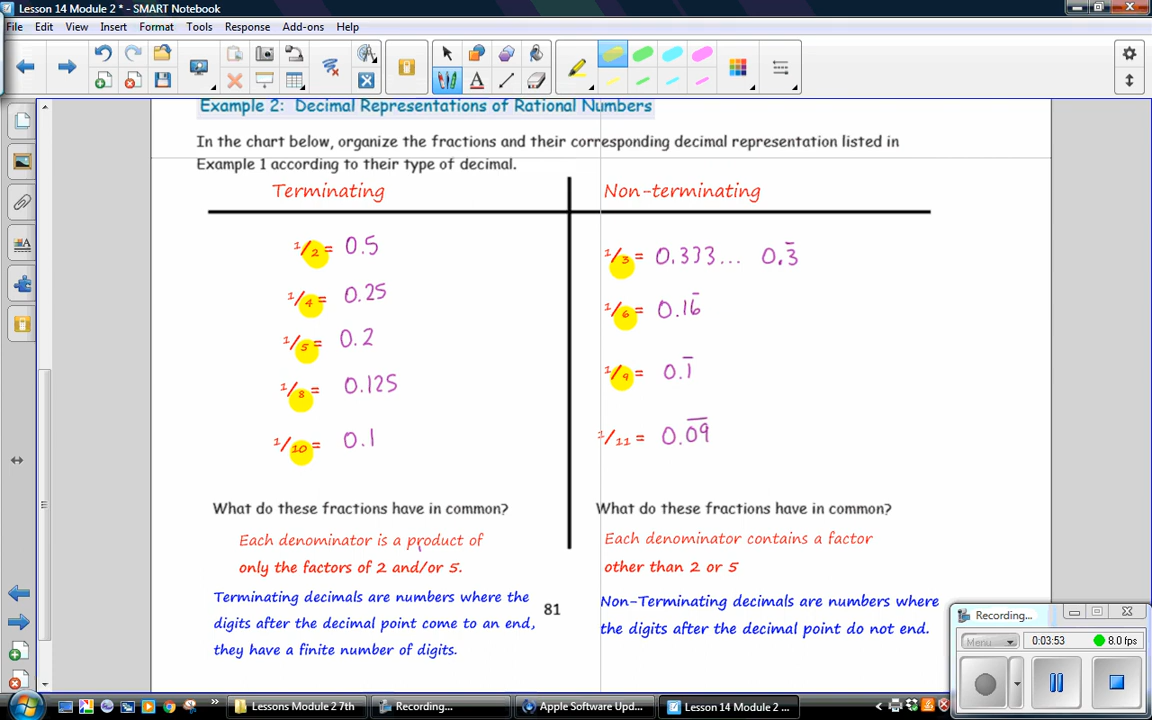 Lesson 14 Module 2 * - SMART Notebook
File Edit View Insert Format Tools Response Add-ons Help
Example 2: Decimal Representations of Rational Numbers
In the chart below, organize the fractions and their corresponding decimal representation listed in
Example 1 according to their type of decimal.
Terminating
Non-terminating
1/2 = 0.5
1/4 = 0.25
1/5 = 0.2
1/8 = 0.125
1/10 = 0.1
1/3 = 0.333... 0.3̅
1/6 = 0.16̅
1/9 = 0.1̅
1/11 = 0.0̅9̅
What do these fractions have in common?
Each denominator is a product of
only the factors of 2 and/or 5.
Terminating decimals are numbers where the
digits after the decimal point come to an end,
they have a finite number of digits.
What do these fractions have in common?
Each denominator contains a factor
other than 2 or 5
Non-Terminating decimals are numbers where
the digits after the decimal point do not end.
81
Recording...
Menu 0:03:53 8.0 fps
Lessons Module 2 7th Recording... Apple Software Upd... Lesson 14 Module 2 ... 7:20 PM